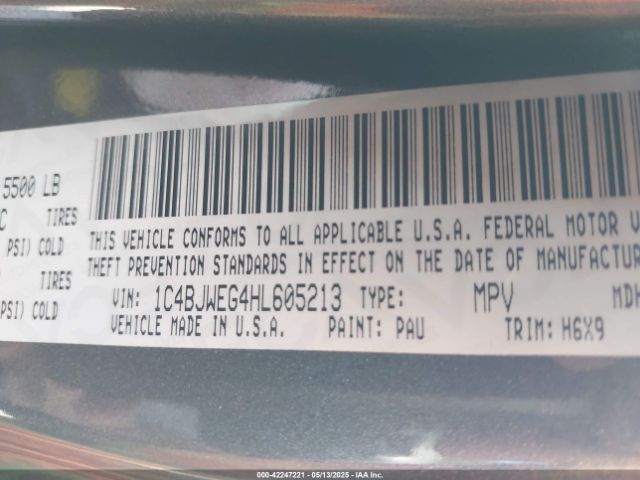 5500 LB
C TIRES
PSI) COLD
TIRES
PSI) COLD
THIS VEHICLE CONFORMS TO ALL APPLICABLE U.S.A. FEDERAL MOTOR V
THEFT PREVENTION STANDARDS IN EFFECT ON THE DATE OF MANUFACTUR
VIN: 1C4BJWEG4HL605213 TYPE: MPV MDH
VEHICLE MADE IN U.S.A. PAINT: PAU TRIM: H6X9
000-42247221 - 05/13/2025 - IAA Inc.